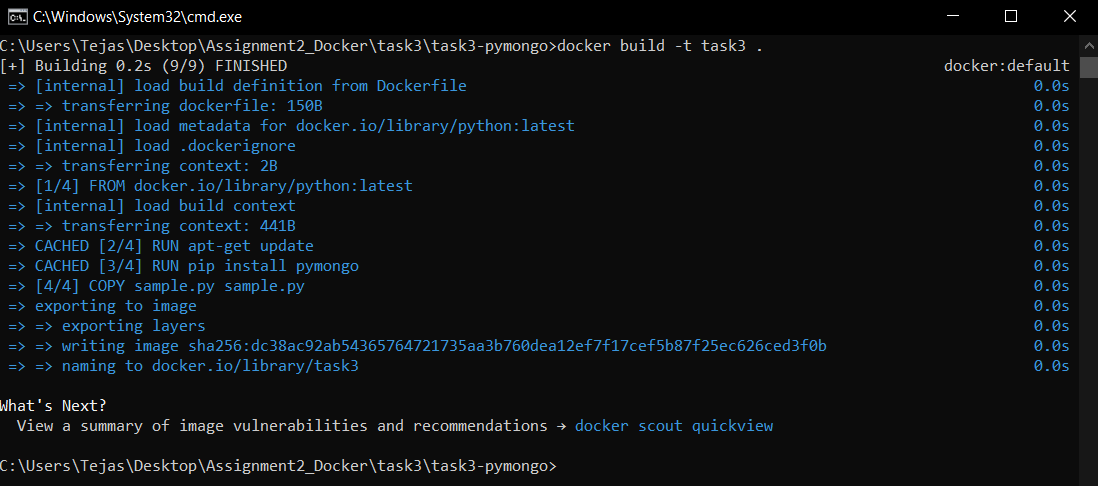 C:\Windows\System32\cmd.exe
C:\Users\Tejas\Desktop\Assignment2_Docker\task3\task3-pymongo>docker build -t task3 .
[+] Building 0.2s (9/9) FINISHED docker:default
=> [internal] load build definition from Dockerfile 0.0s
=> => transferring dockerfile: 150B 0.0s
=> [internal] load metadata for docker.io/library/python:latest 0.0s
=> [internal] load .dockerignore 0.0s
=> => transferring context: 2B 0.0s
=> [1/4] FROM docker.io/library/python:latest 0.0s
=> [internal] load build context 0.0s
=> => transferring context: 441B 0.0s
=> CACHED [2/4] RUN apt-get update 0.0s
=> CACHED [3/4] RUN pip install pymongo 0.0s
=> [4/4] COPY sample.py sample.py 0.0s
=> exporting to image 0.0s
=> => exporting layers 0.0s
=> => writing image sha256:dc38ac92ab54365764721735aa3b760dea12ef7f17cef5b87f25ec626ced3f0b 0.0s
=> => naming to docker.io/library/task3 0.0s
What's Next?
View a summary of image vulnerabilities and recommendations → docker scout quickview
C:\Users\Tejas\Desktop\Assignment2_Docker\task3\task3-pymongo>